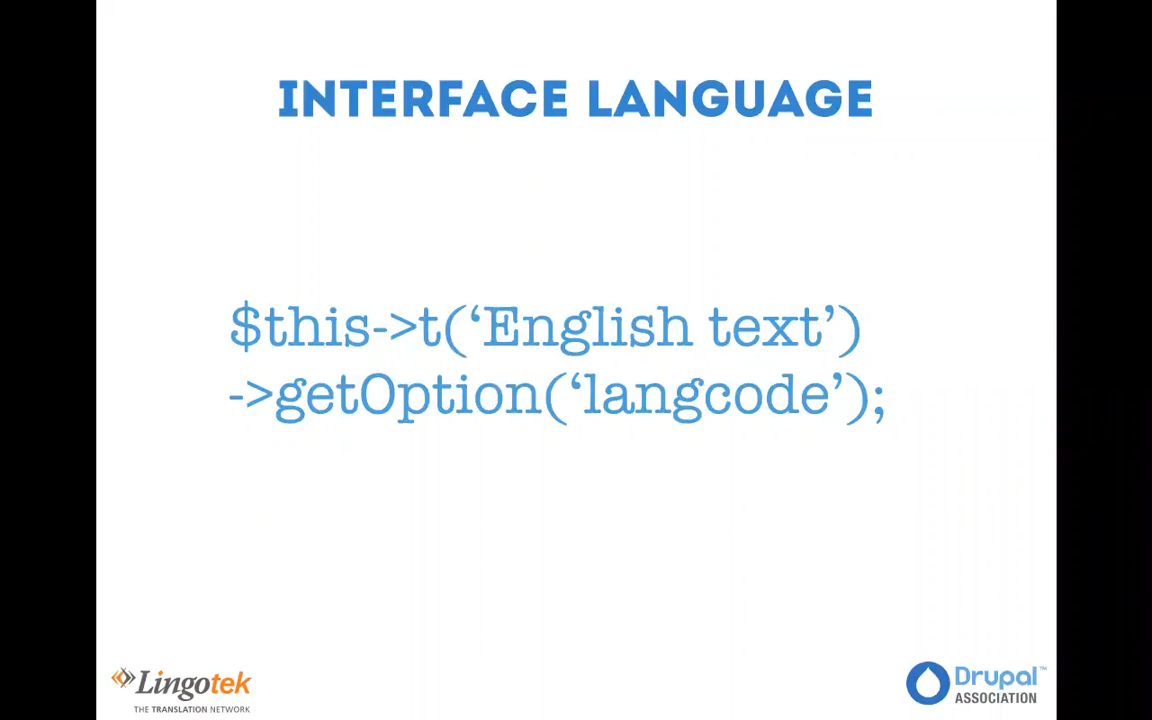 INTERFACE LANGUAGE
$this->t(‘English text’)
->getOption(‘langcode’);
Lingotek
THE TRANSLATION NETWORK
Drupal™
ASSOCIATION